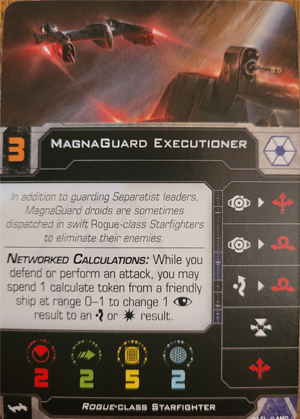 3 MAGNAGUARD EXECUTIONER
In addition to guarding Separatist leaders,
MagnaGuard droids are sometimes
dispatched in swift Rogue-class Starfighters
to eliminate their enemies.
NETWORKED CALCULATIONS: While you
defend or perform an attack, you may
spend 1 calculate token from a friendly
ship at range 0–1 to change 1
result to an or result.
2 2 5 2
ROGUE-CLASS STARFIGHTER